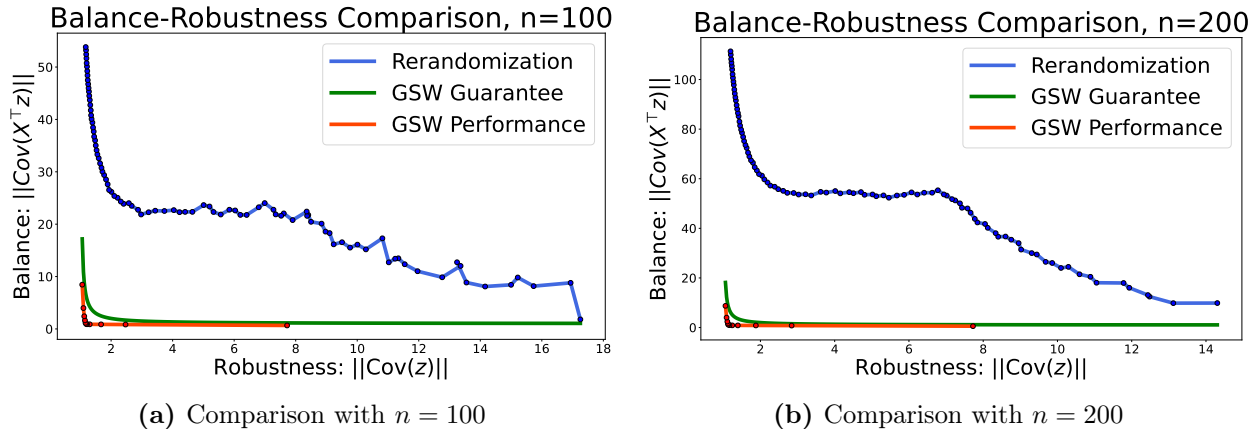 Balance-Robustness Comparison, n=100
Balance: ||Cov(X⊤z)||
50
40
30
20
10
0
Rerandomization
GSW Guarantee
GSW Performance
2 4 6 8 10 12 14 16 18
Robustness: ||Cov(z)||
(a) Comparison with n = 100
Balance-Robustness Comparison, n=200
Balance: ||Cov(X⊤z)||
100
80
60
40
20
0
Rerandomization
GSW Guarantee
GSW Performance
2 4 6 8 10 12 14
Robustness: ||Cov(z)||
(b) Comparison with n = 200